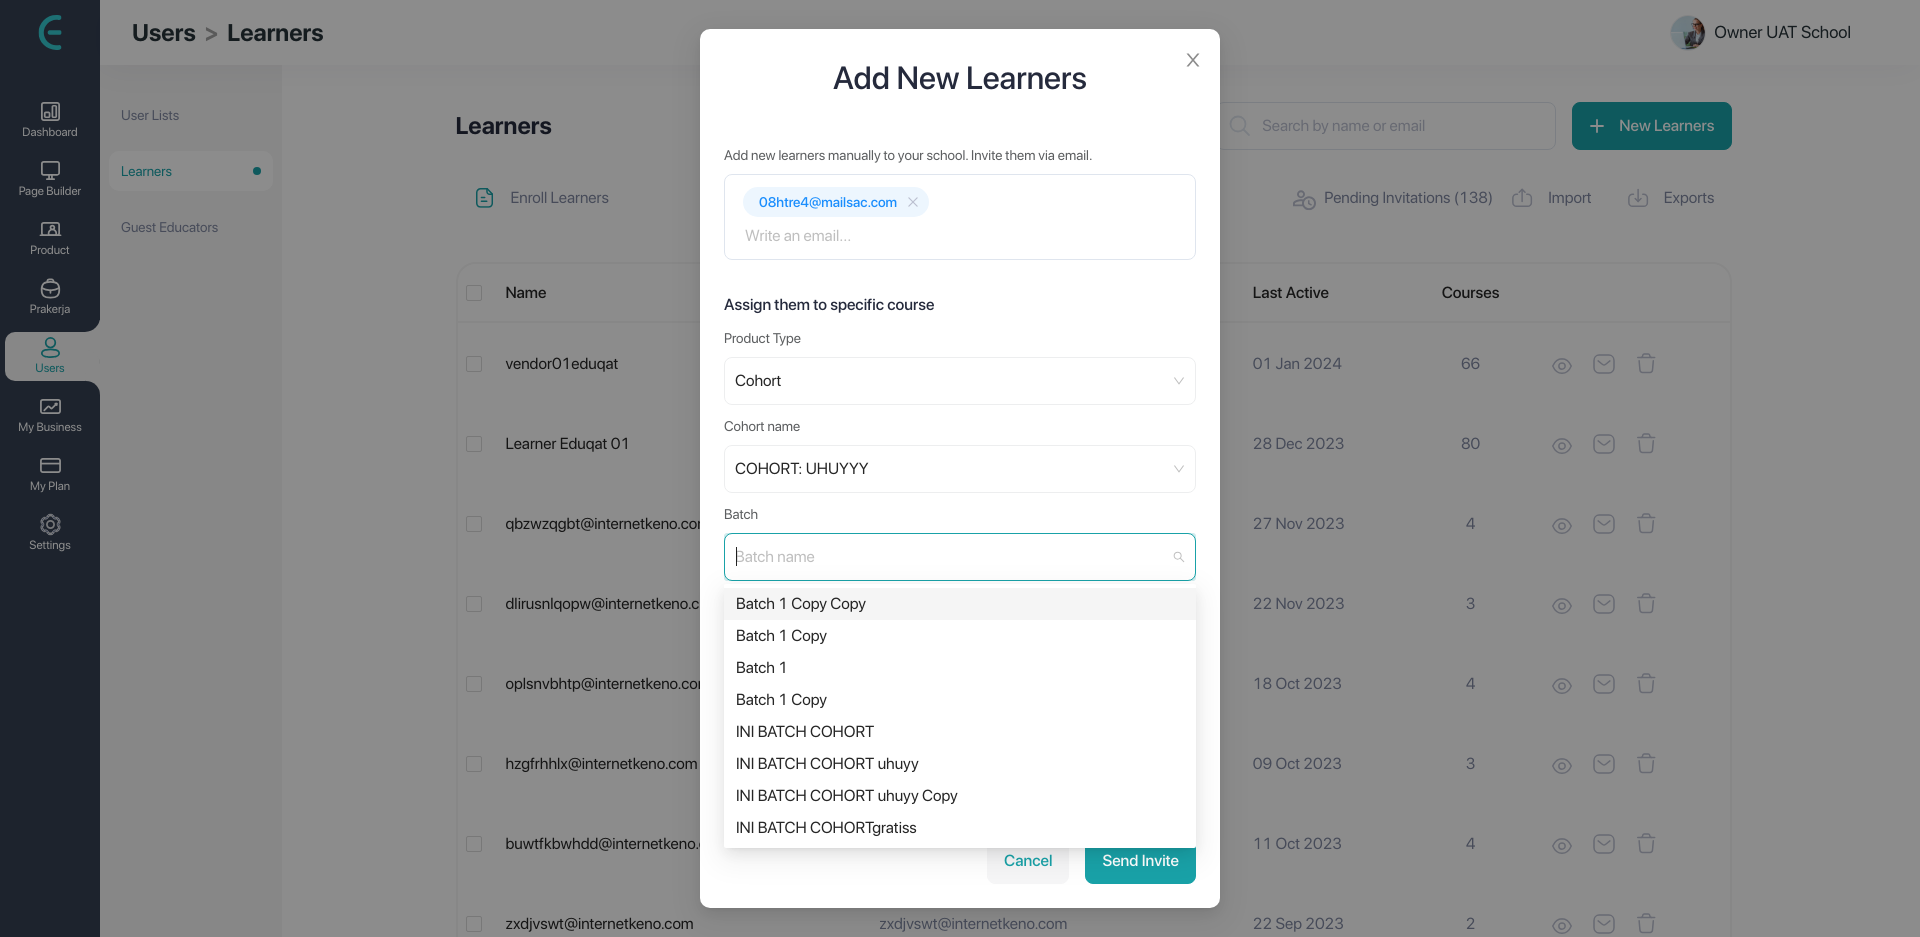 Users > Learners
Owner UAT School
Dashboard
Page Builder
Product
Prakerja
Users
My Business
My Plan
Settings
User Lists
Learners
Guest Educators
Learners
Search by name or email
New Learners
Enroll Learners
Pending Invitations (138)
Import
Exports
Name
Last Active
Courses
vendor01eduqat
01 Jan 2024
66
Learner Eduqat 01
28 Dec 2023
80
qbzwzqgbt@internetkeno.com
27 Nov 2023
4
dlirusnlqopw@internetkeno.c
22 Nov 2023
3
oplsnvbhtp@internetkeno.com
18 Oct 2023
4
hzgfrhhlx@internetkeno.com
09 Oct 2023
3
buwtfkbwhdd@internetkeno.
11 Oct 2023
4
zxdjvswt@internetkeno.com
zxdjvswt@internetkeno.com
22 Sep 2023
2
Add New Learners
Add new learners manually to your school. Invite them via email.
08htre4@mailsac.com
Write an email...
Assign them to specific course
Product Type
Cohort
Cohort name
COHORT: UHUYYY
Batch
Batch name
Batch 1 Copy Copy
Batch 1 Copy
Batch 1
Batch 1 Copy
INI BATCH COHORT
INI BATCH COHORT uhuyy
INI BATCH COHORT uhuyy Copy
INI BATCH COHORTgratiss
Cancel
Send Invite